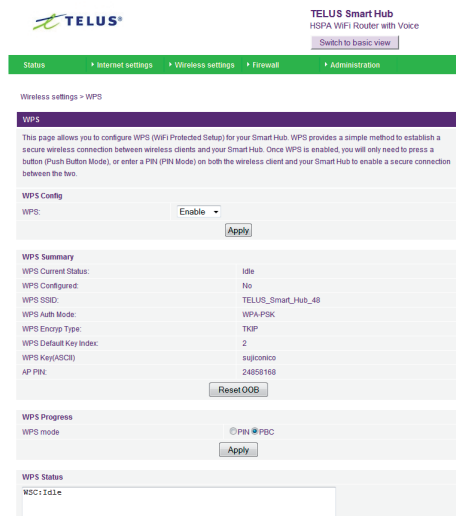 TELUS®
TELUS Smart Hub
HSPA WiFi Router with Voice
Switch to basic view
Status Internet settings Wireless settings Firewall Administration
Wireless settings > WPS
WPS
This page allows you to configure WPS (WiFi Protected Setup) for your Smart Hub. WPS provides a simple method to establish a
secure wireless connection between wireless clients and your Smart Hub. Once WPS is enabled, you will only need to press a
button (Push Button Mode), or enter a PIN (PIN Mode) on both the wireless client and your Smart Hub to enable a secure connection
between the two.
WPS Config
WPS: Enable
Apply
WPS Summary
WPS Current Status: Idle
WPS Configured: No
WPS SSID: TELUS_Smart_Hub_48
WPS Auth Mode: WPA-PSK
WPS Encryp Type: TKIP
WPS Default Key Index: 2
WPS Key(ASCII) sujiconico
AP PIN: 24858168
Reset OOB
WPS Progress
WPS mode PIN PBC
Apply
WPS Status
WSC:Idle